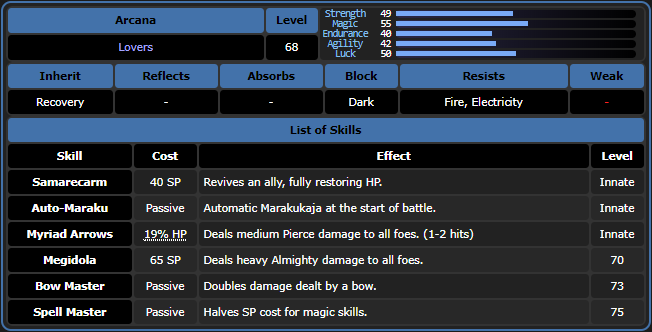 Arcana Level
Lovers 68
Strength 49
Magic 55
Endurance 40
Agility 42
Luck 50
Inherit Reflects Absorbs Block Resists Weak
Recovery - - Dark Fire, Electricity -
List of Skills
Skill Cost Effect Level
Samarecarm 40 SP Revives an ally, fully restoring HP. Innate
Auto-Maraku Passive Automatic Marakukaja at the start of battle. Innate
Myriad Arrows 19% HP Deals medium Pierce damage to all foes. (1-2 hits) Innate
Megidola 65 SP Deals heavy Almighty damage to all foes. 70
Bow Master Passive Doubles damage dealt by a bow. 73
Spell Master Passive Halves SP cost for magic skills. 75